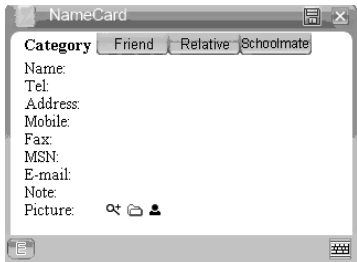 NameCard
Category Friend Relative Schoolmate
Name:
Tel:
Address:
Mobile:
Fax:
MSN:
E-mail:
Note:
Picture: